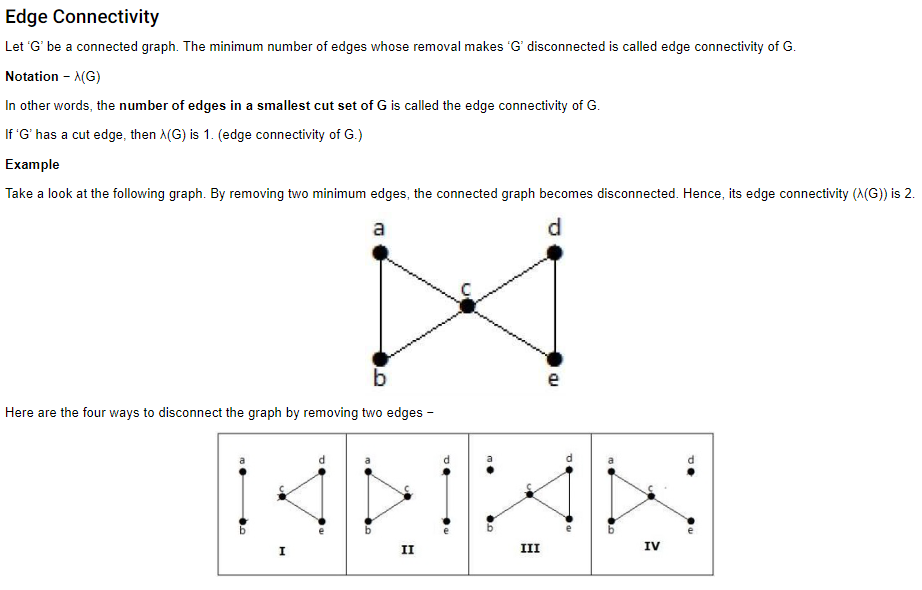 Edge Connectivity
Let 'G' be a connected graph. The minimum number of edges whose removal makes 'G' disconnected is called edge connectivity of G.
Notation − λ(G)
In other words, the number of edges in a smallest cut set of G is called the edge connectivity of G.
If 'G' has a cut edge, then λ(G) is 1. (edge connectivity of G.)
Example
Take a look at the following graph. By removing two minimum edges, the connected graph becomes disconnected. Hence, its edge connectivity (λ(G)) is 2.
a d
c
b e
Here are the four ways to disconnect the graph by removing two edges −
a d a d a d a d
c c c c
b e b e b e b e
I II III IV